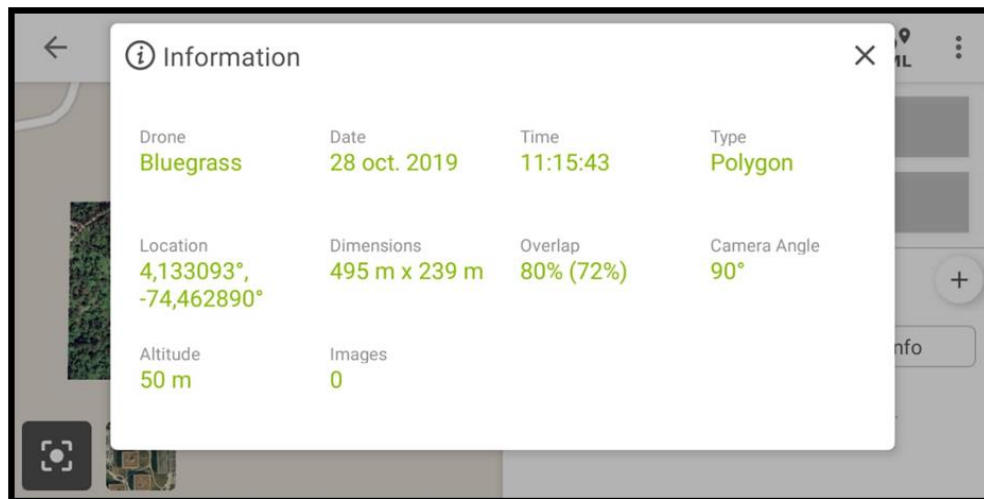 Information
Drone
Bluegrass
Date
28 oct. 2019
Time
11:15:43
Type
Polygon
Location
4,133093°,
-74,462890°
Dimensions
495 m x 239 m
Overlap
80% (72%)
Camera Angle
90°
Altitude
50 m
Images
0